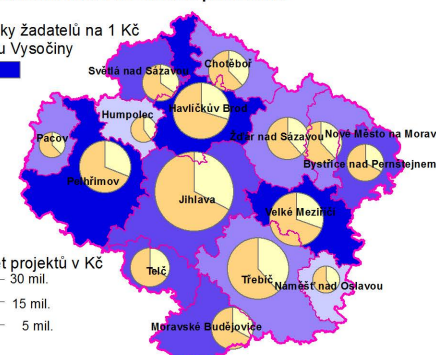 ky žadatelů na 1 Kč
u Vysočiny
Chotěboř
Světlá nad Sázavou
Havlíčkův Brod
Humpolec
Pacov
Žďár nad Sázavou
Nové Město na Morav
Bystřice nad Pernštejnem
Pelhřimov
Jihlava
Velké Meziříčí
Telč
Třebíč
Náměšť nad Oslavou
Moravské Budějovice
t projektů v Kč
30 mil.
15 mil.
5 mil.